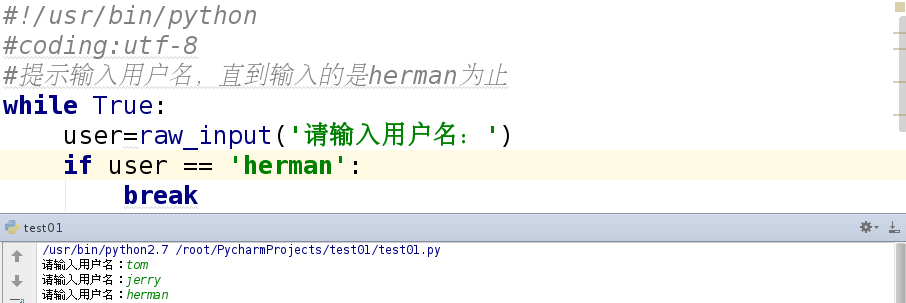 #!/usr/bin/python
#coding:utf-8
#提示输入用户名，直到输入的是herman为止
while True:
    user=raw_input('请输入用户名：')
    if user == 'herman':
        break
test01
/usr/bin/python2.7 /root/PycharmProjects/test01/test01.py
请输入用户名：tom
请输入用户名：jerry
请输入用户名：herman